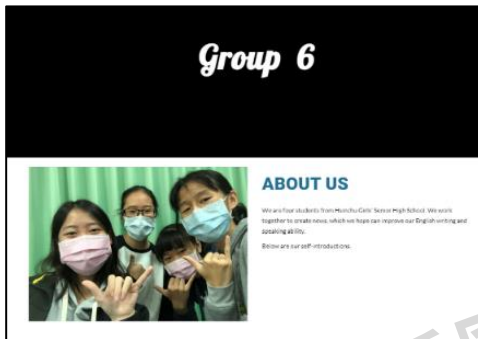 Group 6
ABOUT US
We are four students from Hsinchu Girls' Senior High School. We work
together to create news, which we hope can improve our English writing and
speaking ability.
Below are our self-introductions.